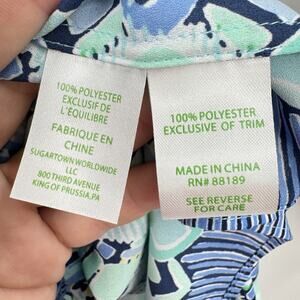 100% POLYESTER
EXCLUSIF DE
L'ÉQUILIBRE
FABRIQUE EN
CHINE
SUGARTOWN WORLDWIDE
LLC
800 THIRD AVENUE
KING OF PRUSSIA,PA
100% POLYESTER
EXCLUSIVE OF TRIM
MADE IN CHINA
RN# 88189
SEE REVERSE
FOR CARE